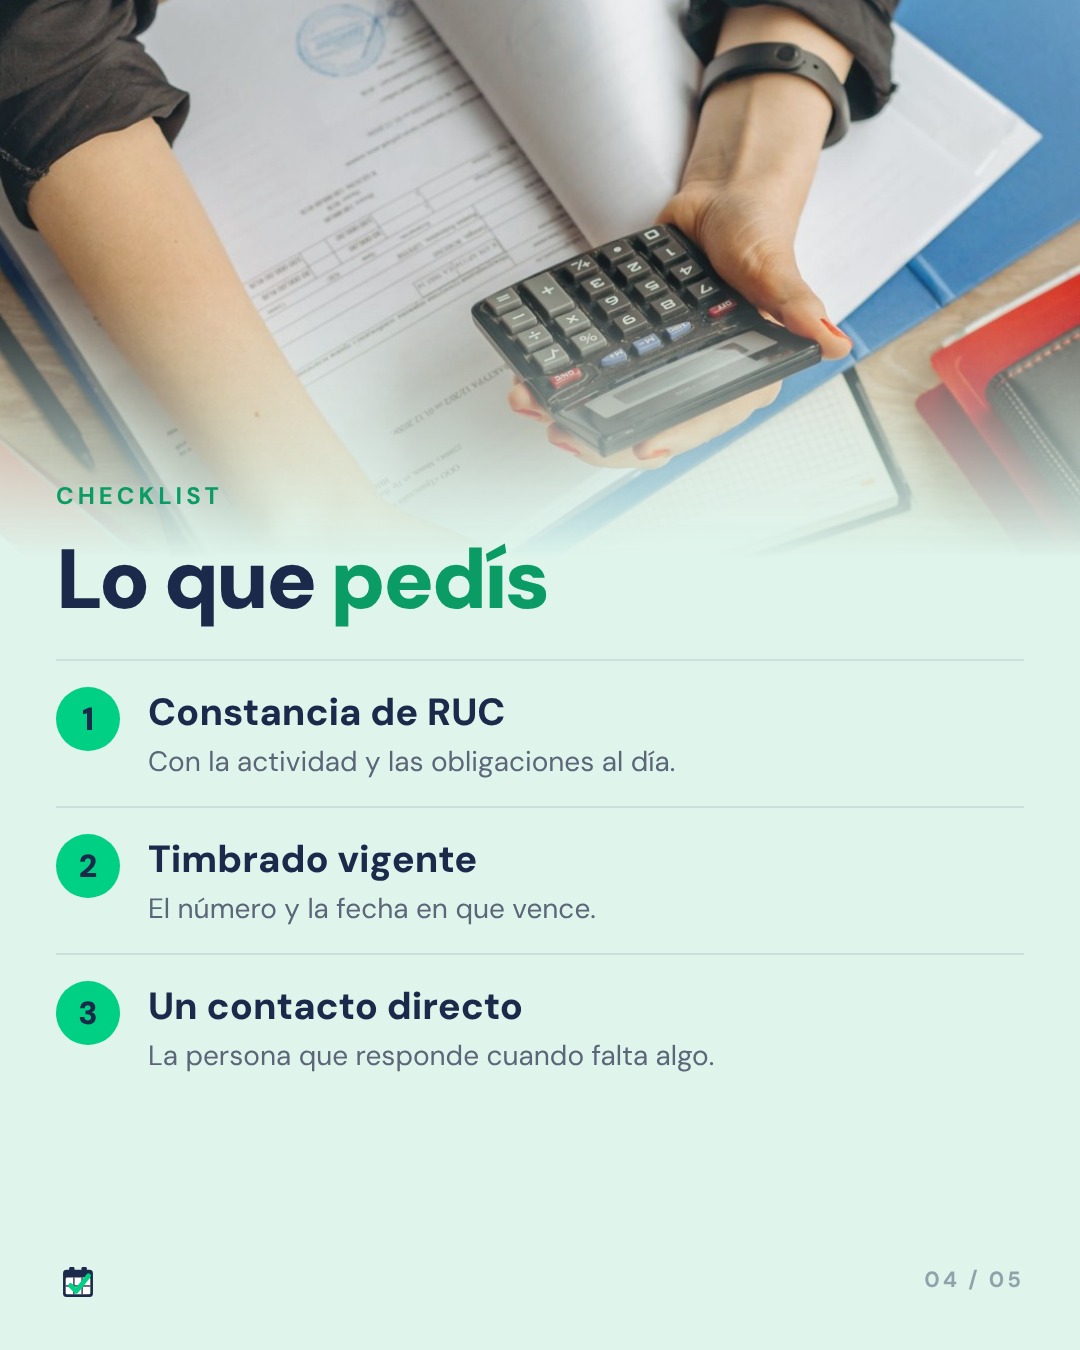 CHECKLIST
Lo que pedís
1
Constancia de RUC
Con la actividad y las obligaciones al día.
2
Timbrado vigente
El número y la fecha en que vence.
3
Un contacto directo
La persona que responde cuando falta algo.
04 / 05